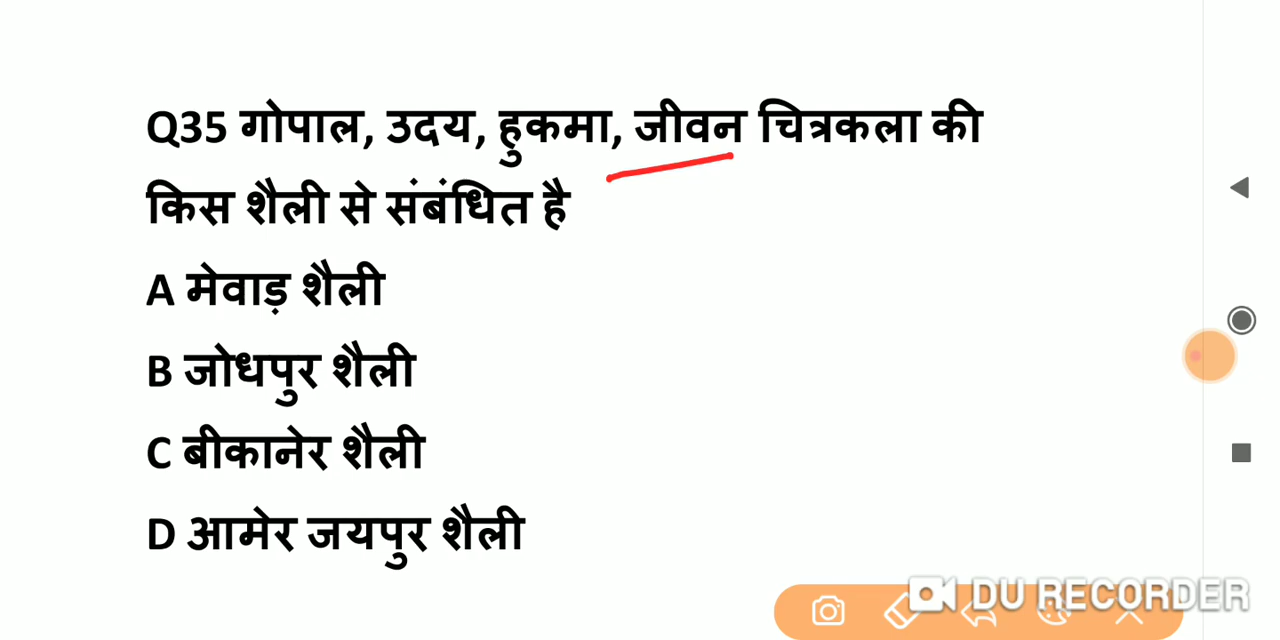 Q35 गोपाल, उदय, हुकमा, जीवन चित्रकला की
किस शैली से संबंधित है
A मेवाड़ शैली
B जोधपुर शैली
C बीकानेर शैली
D आमेर जयपुर शैली
DU RECORDER